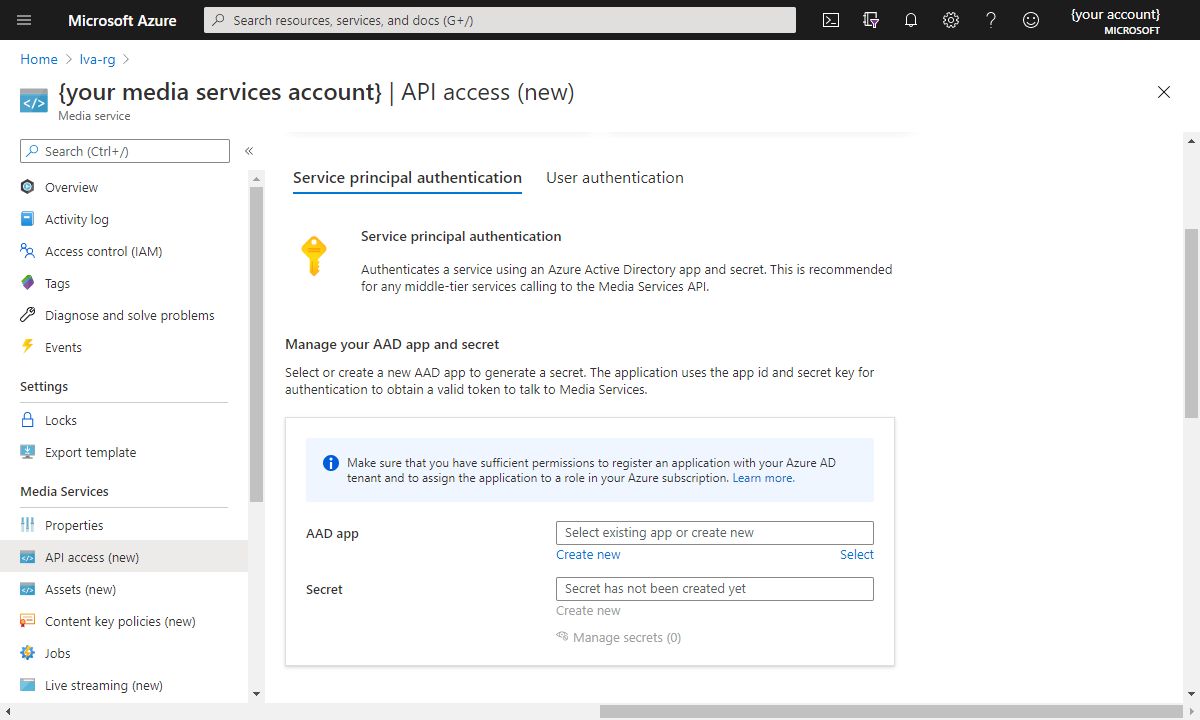 Microsoft Azure
Search resources, services, and docs (G+/)
{your account}
MICROSOFT
Home > lva-rg >
{your media services account} | API access (new)
Media service
Search (Ctrl+/)
Overview
Activity log
Access control (IAM)
Tags
Diagnose and solve problems
Events
Settings
Locks
Export template
Media Services
Properties
API access (new)
Assets (new)
Content key policies (new)
Jobs
Live streaming (new)
Service principal authentication
User authentication
Service principal authentication
Authenticates a service using an Azure Active Directory app and secret. This is recommended
for any middle-tier services calling to the Media Services API.
Manage your AAD app and secret
Select or create a new AAD app to generate a secret. The application uses the app id and secret key for
authentication to obtain a valid token to talk to Media Services.
Make sure that you have sufficient permissions to register an application with your Azure AD
tenant and to assign the application to a role in your Azure subscription. Learn more.
AAD app
Select existing app or create new
Create new
Select
Secret
Secret has not been created yet
Create new
Manage secrets (0)